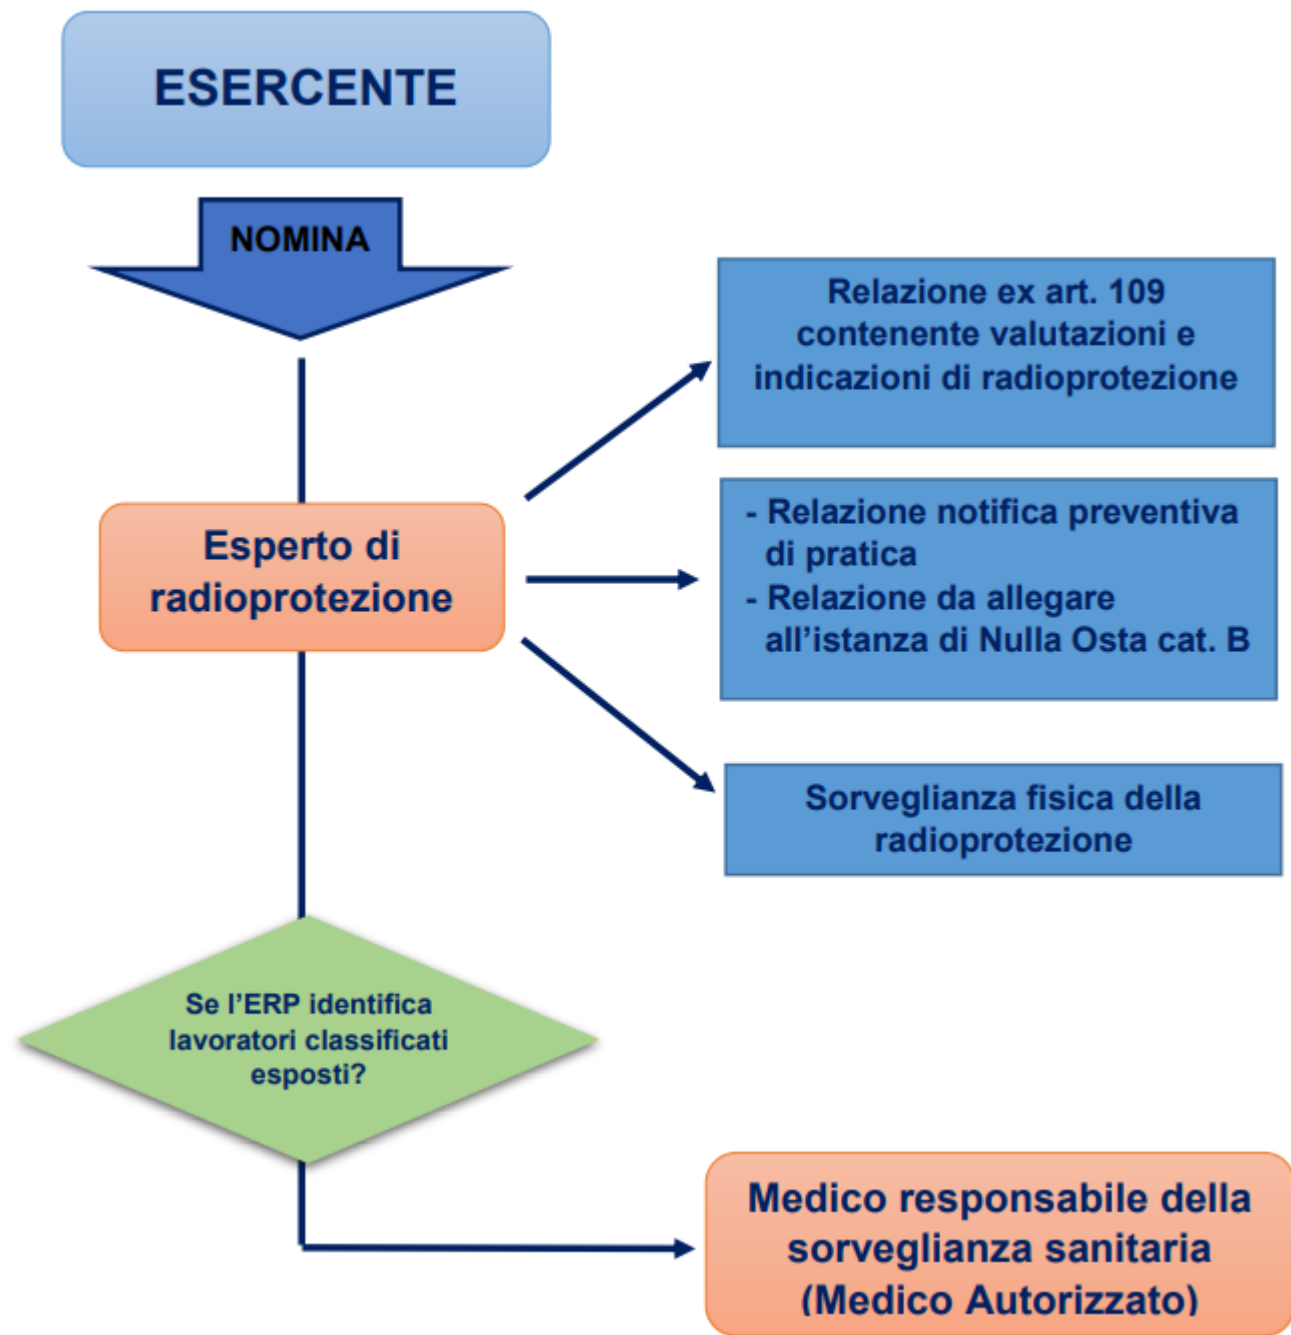 ESERCENTE
NOMINA
Relazione ex art. 109
contenente valutazioni e
indicazioni di radioprotezione
Esperto di
radioprotezione
- Relazione notifica preventiva
di pratica
- Relazione da allegare
all’istanza di Nulla Osta cat. B
Sorveglianza fisica della
radioprotezione
Se l’ERP identifica
lavoratori classificati
esposti?
Medico responsabile della
sorveglianza sanitaria
(Medico Autorizzato)